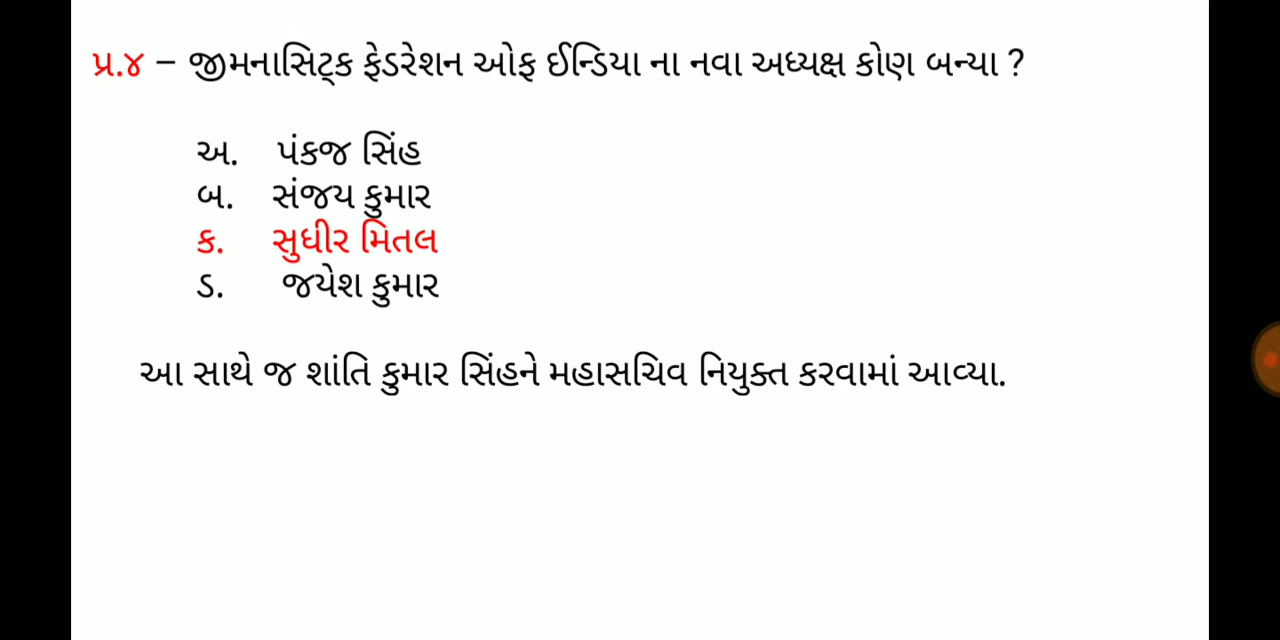 પ્ર.૪ – જીમનાસિટ્ક ફેડરેશન ઓફ ઈન્ડિયા ના નવા અધ્યક્ષ કોણ બન્યા ?
અ. પંકજ સિંહ
બ. સંજય કુમાર
ક. સુધીર મિતલ
ડ. જયેશ કુમાર
આ સાથે જ શાંતિ કુમાર સિંહને મહાસચિવ નિયુક્ત કરવામાં આવ્યા.